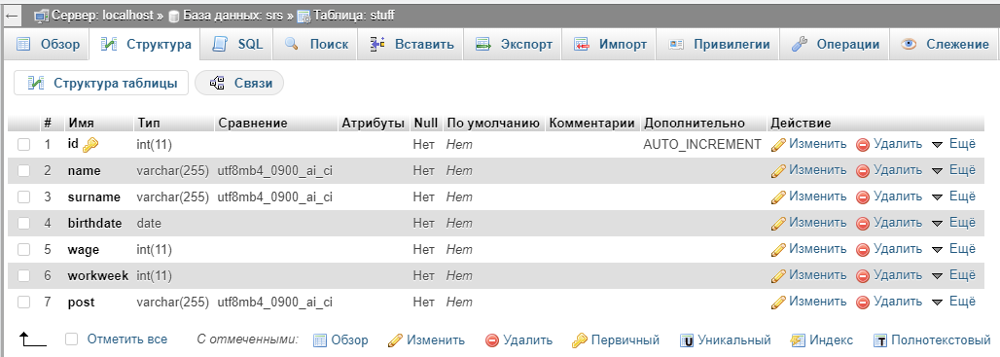 ← Сервер: localhost » База данных: srs » Таблица: stuff
Обзор Структура SQL Поиск Вставить Экспорт Импорт Привилегии Операции Слежение
Структура таблицы Связи
# Имя Тип Сравнение Атрибуты Null По умолчанию Комментарии Дополнительно Действие
1 id int(11) Нет Нет AUTO_INCREMENT Изменить Удалить Ещё
2 name varchar(255) utf8mb4_0900_ai_ci Нет Нет Изменить Удалить Ещё
3 surname varchar(255) utf8mb4_0900_ai_ci Нет Нет Изменить Удалить Ещё
4 birthdate date Нет Нет Изменить Удалить Ещё
5 wage int(11) Нет Нет Изменить Удалить Ещё
6 workweek int(11) Нет Нет Изменить Удалить Ещё
7 post varchar(255) utf8mb4_0900_ai_ci Нет Нет Изменить Удалить Ещё
Отметить все С отмеченными: Обзор Изменить Удалить Первичный U Уникальный Индекс T Полнотекстовый